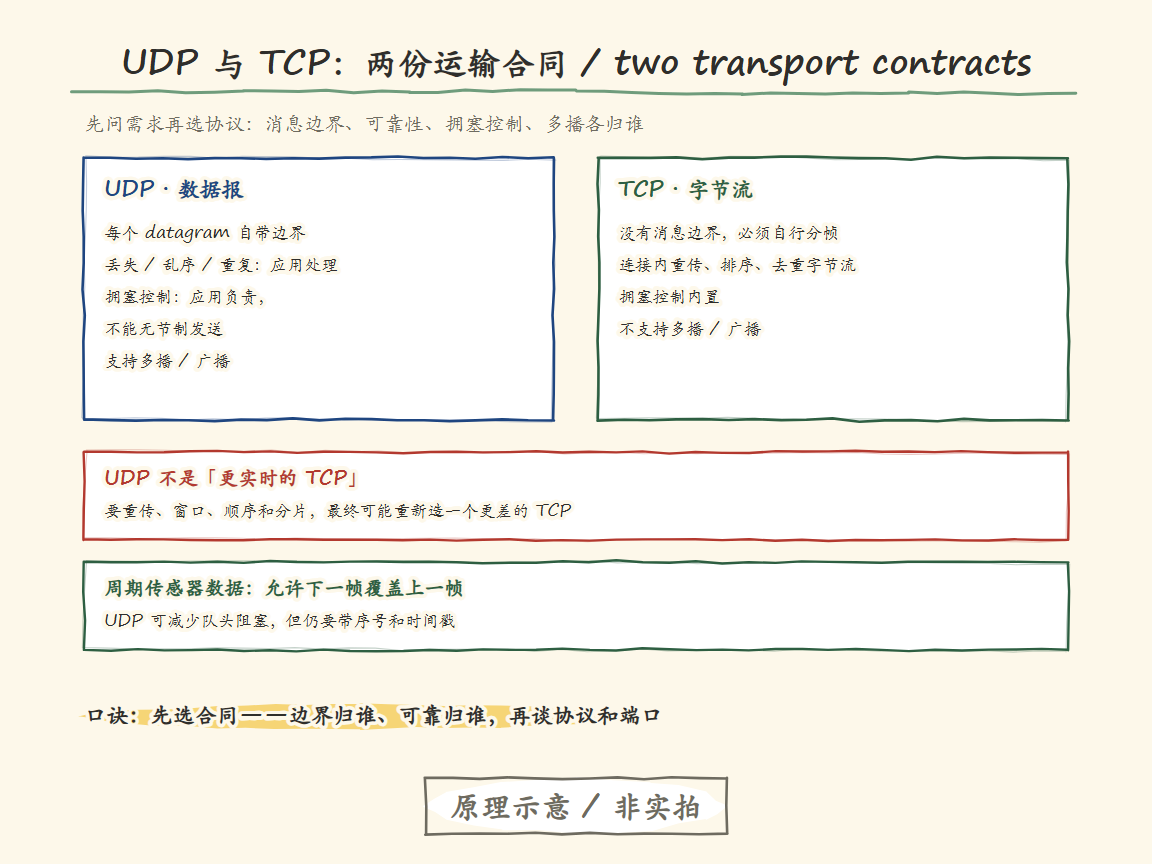 UDP 与 TCP：两份运输合同 / two transport contracts
先问需求再选协议：消息边界、可靠性、拥塞控制、多播各归谁
UDP · 数据报
每个 datagram 自带边界
丢失 / 乱序 / 重复：应用处理
拥塞控制：应用负责，
不能无节制发送
支持多播 / 广播
TCP · 字节流
没有消息边界，必须自行分帧
连接内重传、排序、去重字节流
拥塞控制内置
不支持多播 / 广播
UDP 不是「更实时的 TCP」
要重传、窗口、顺序和分片，最终可能重新造一个更差的 TCP
周期传感器数据：允许下一帧覆盖上一帧
UDP 可减少队头阻塞，但仍要带序号和时间戳
口诀：先选合同——边界归谁、可靠归谁，再谈协议和端口
原理示意 / 非实拍